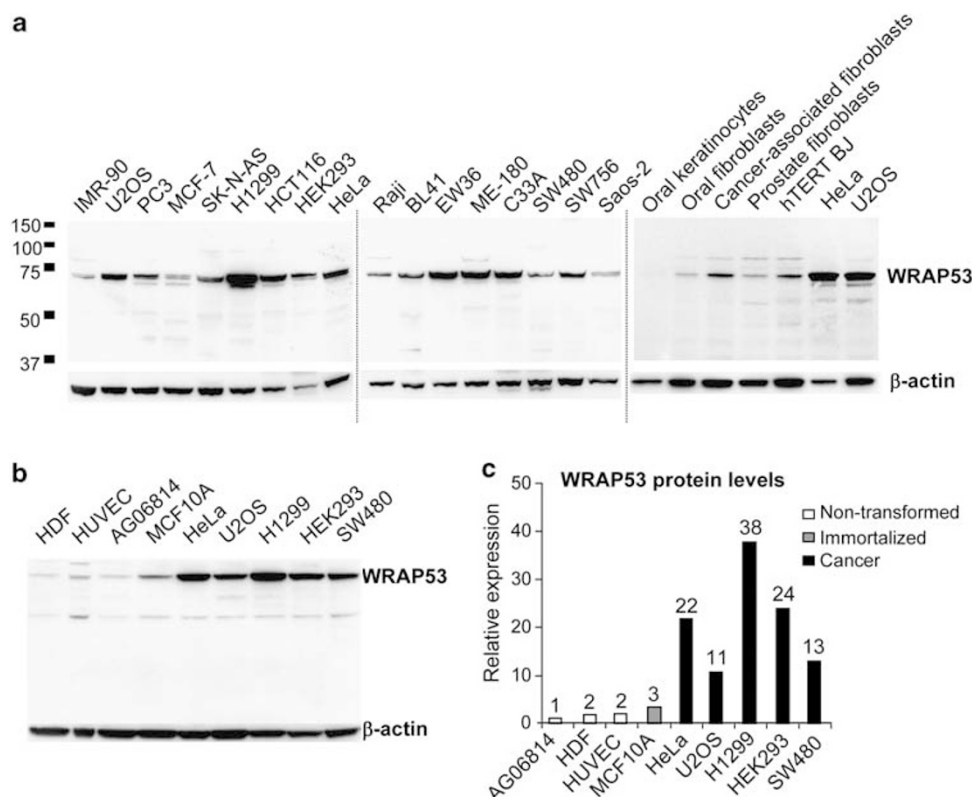 a
IMR-90
U2OS
PC3
MCF-7
SK-N-AS
H1299
HCT116
HEK293
HeLa
Raji
BL41
EW36
ME-180
C33A
SW480
SW756
Saos-2
Oral keratinocytes
Oral fibroblasts
Cancer-associated fibroblasts
Prostate fibroblasts
hTERT BJ
HeLa
U2OS
150
100
75
50
37
WRAP53
β-actin
b
HDF
HUVEC
AG06814
MCF10A
HeLa
U2OS
H1299
HEK293
SW480
WRAP53
β-actin
c
WRAP53 protein levels
Relative expression
50
40
30
20
10
0
1
2
2
3
22
11
38
24
13
Non-transformed
Immortalized
Cancer
AG06814
HDF
HUVEC
MCF10A
HeLa
U2OS
H1299
HEK293
SW480